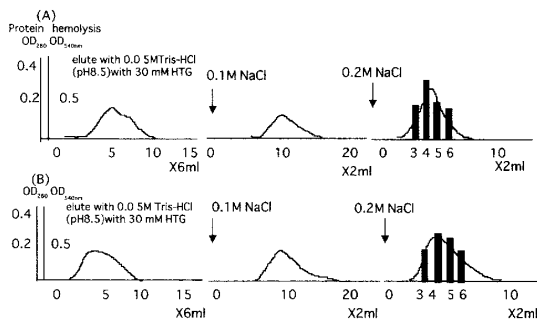 (A)
Protein hemolysis
OD280 OD540nm
elute with 0.0 5MTris-HCl
(pH8.5)with 30 mM HTG
0.1M NaCl
0.2M NaCl
0.4
0.2
0.5
3 4 5 6
0 5 10 15
0 10 20
0 10
X6ml
X2ml
X2ml
(B)
OD280 OD540nm
elute with 0.0 5M Tris-HCl
(pH8.5)with 30 mM HTG
0.1M NaCl
0.2M NaCl
0.4
0.2
0.5
0 5 10 15
0 10 20
0 3 4 5 6 10
X6ml
X2ml
X2ml